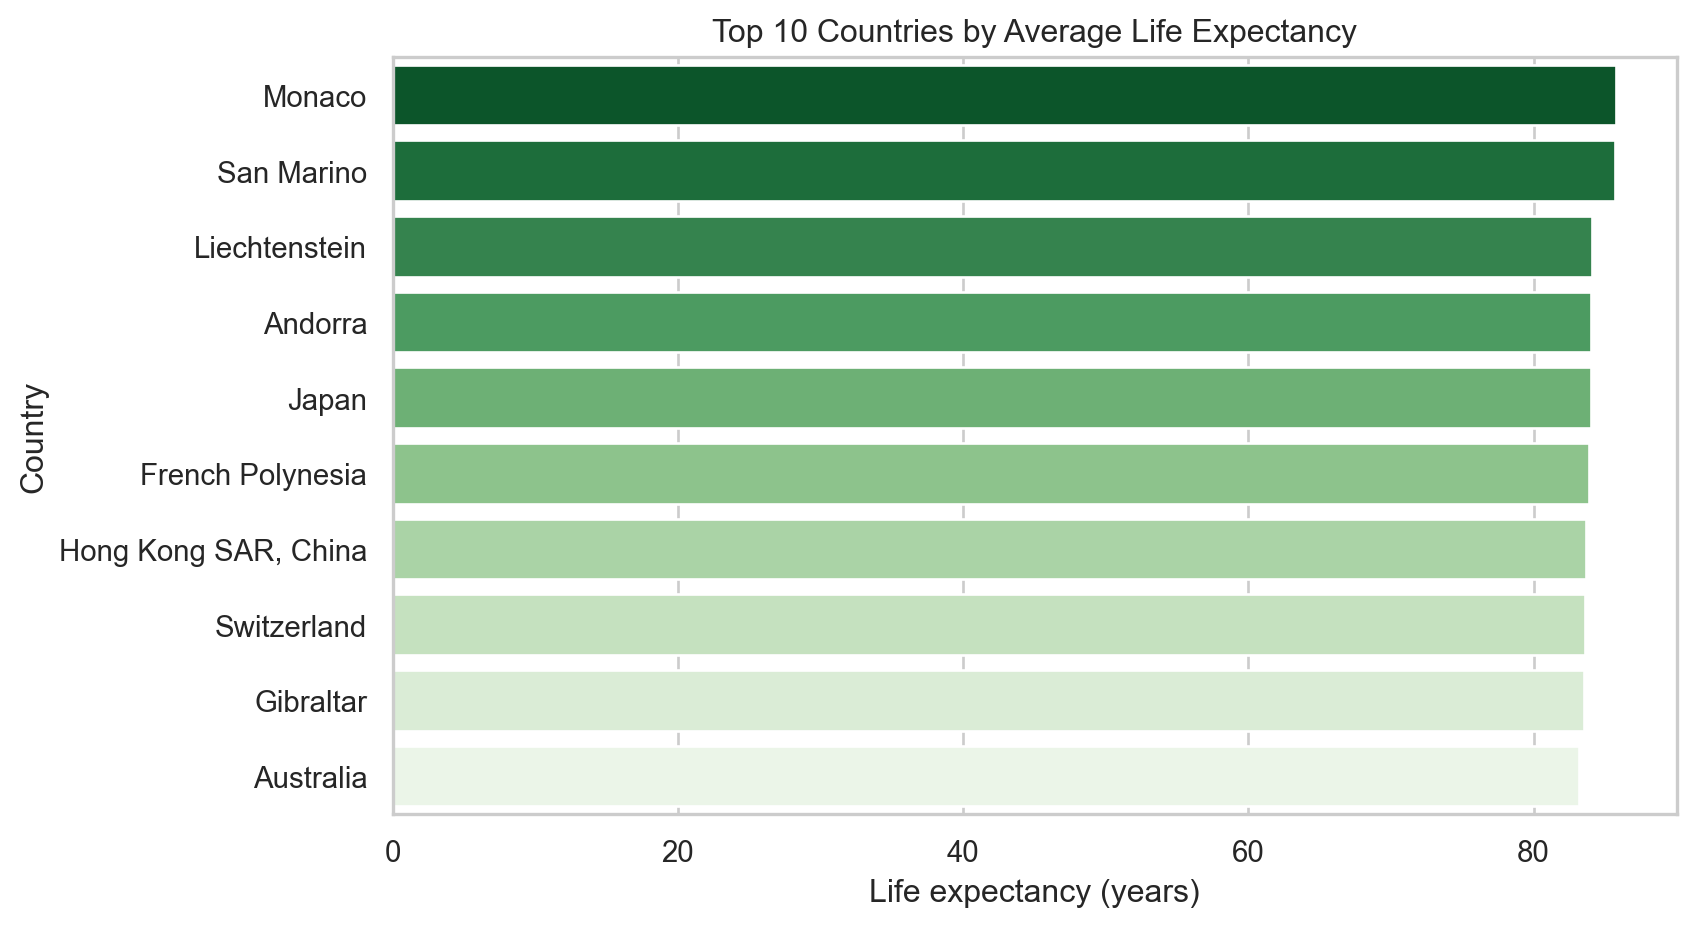 Top 10 Countries by Average Life Expectancy
Monaco
San Marino
Liechtenstein
Andorra
Japan
French Polynesia
Hong Kong SAR, China
Switzerland
Gibraltar
Australia
Country
0 20 40 60 80
Life expectancy (years)